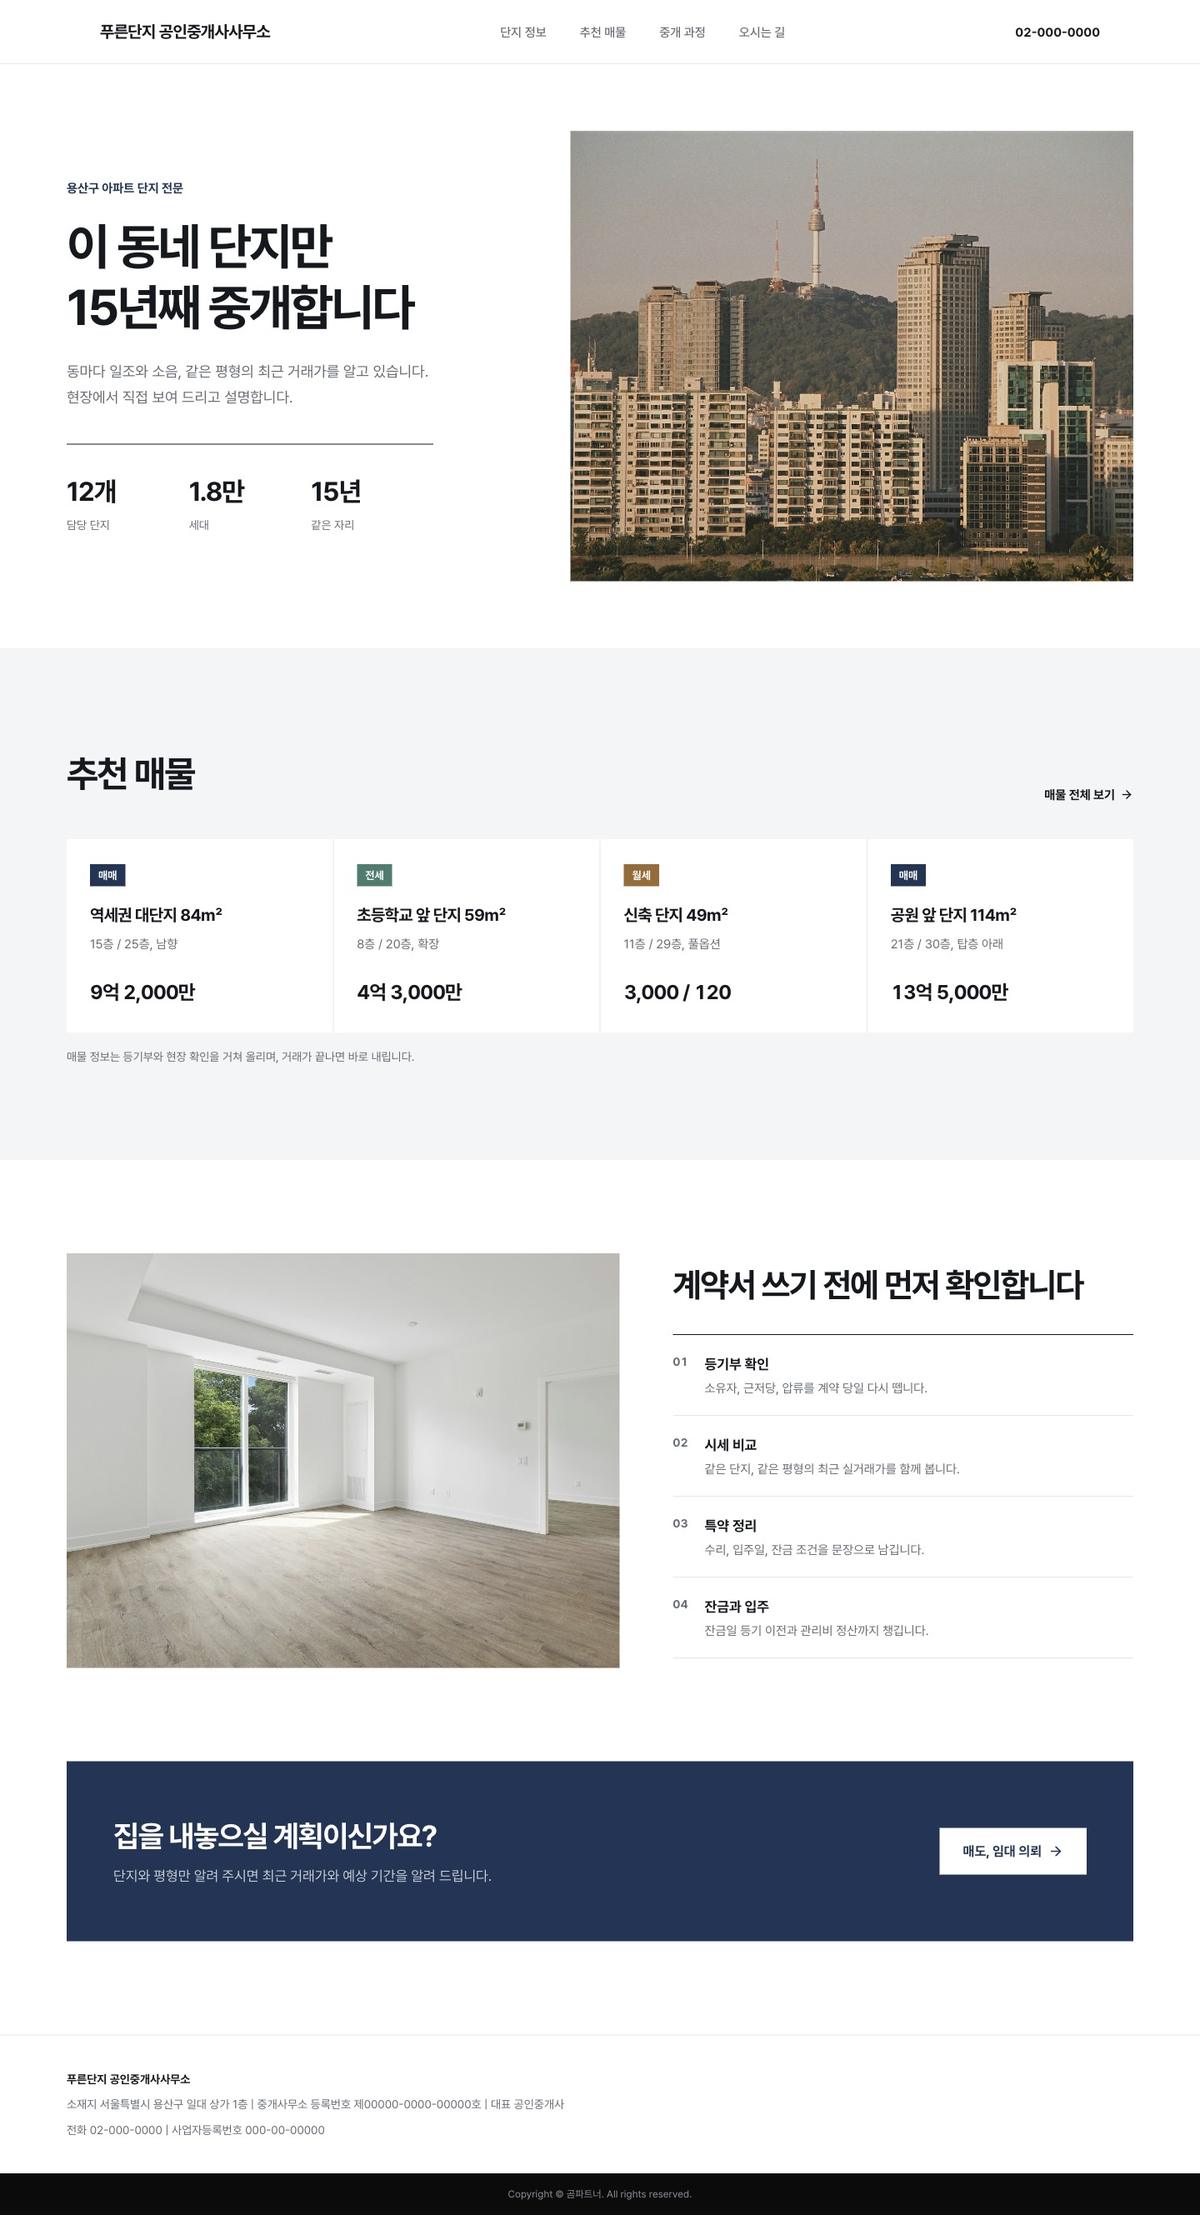 푸른단지 공인중개사사무소
단지 정보
추천 매물
중개 과정
오시는 길
02-000-0000
용산구 아파트 단지 전문
이 동네 단지만
15년째 중개합니다
동마다 일조와 소음, 같은 평형의 최근 거래가를 알고 있습니다.
현장에서 직접 보여 드리고 설명합니다.
12개
담당 단지
1.8만
세대
15년
같은 자리
추천 매물
매물 전체 보기 →
매매
역세권 대단지 84m²
15층 / 25층, 남향
9억 2,000만
전세
초등학교 앞 단지 59m²
8층 / 20층, 확장
4억 3,000만
월세
신축 단지 49m²
11층 / 29층, 풀옵션
3,000 / 120
매매
공원 앞 단지 114m²
21층 / 30층, 탑층 아래
13억 5,000만
매물 정보는 등기부와 현장 확인을 거쳐 올리며, 거래가 끝나면 바로 내립니다.
계약서 쓰기 전에 먼저 확인합니다
01 등기부 확인
소유자, 근저당, 압류를 계약 당일 다시 뗍니다.
02 시세 비교
같은 단지, 같은 평형의 최근 실거래가를 함께 봅니다.
03 특약 정리
수리, 입주일, 잔금 조건을 문장으로 남깁니다.
04 잔금과 입주
잔금일 등기 이전과 관리비 정산까지 챙깁니다.
집을 내놓으실 계획이신가요?
단지와 평형만 알려 주시면 최근 거래가와 예상 기간을 알려 드립니다.
매도, 임대 의뢰 →
푸른단지 공인중개사사무소
소재지 서울특별시 용산구 일대 상가 1층 | 중개사무소 등록번호 제00000-0000-00000호 | 대표 공인중개사
전화 02-000-0000 | 사업자등록번호 000-00-00000
Copyright © 곰파트너. All rights reserved.